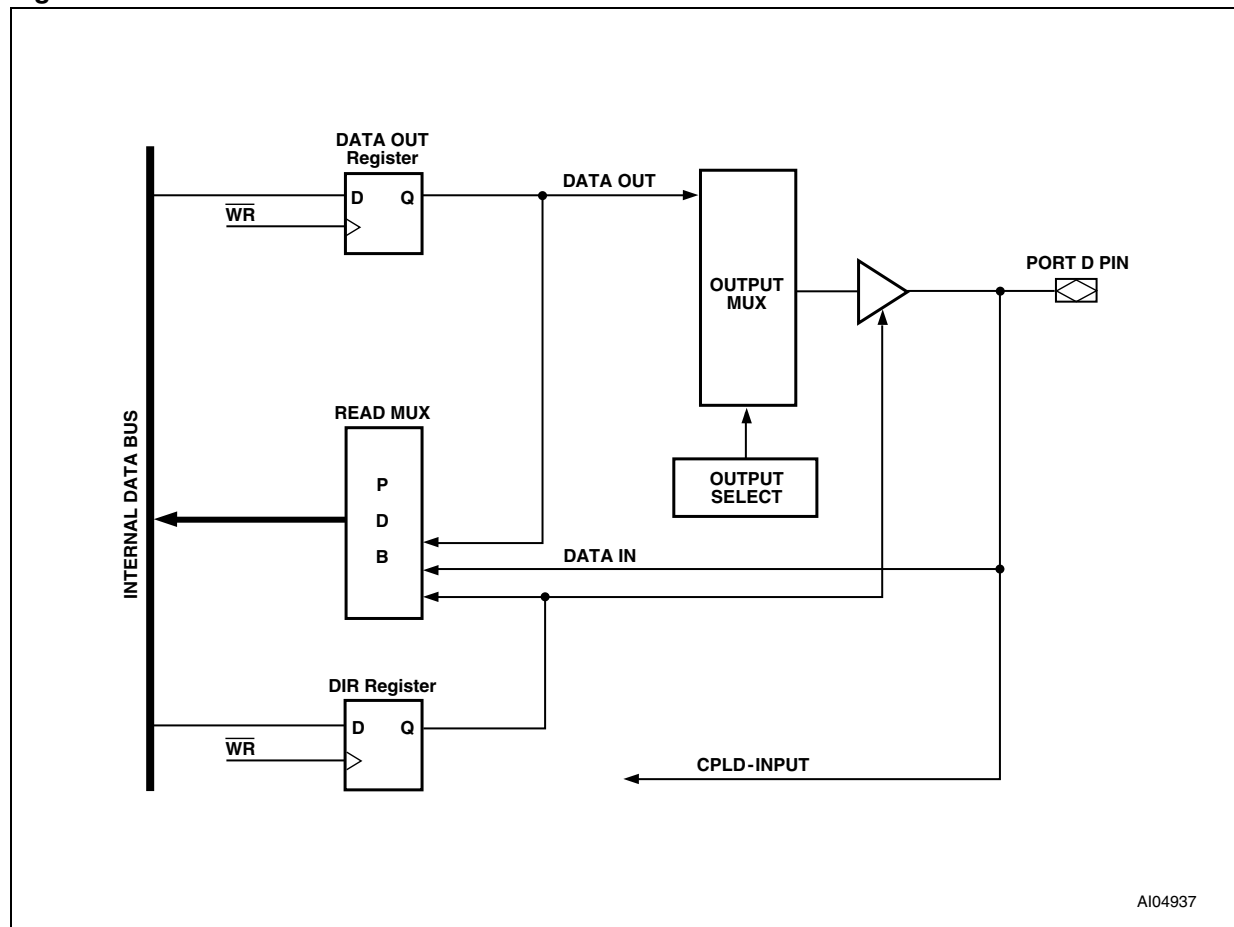 DATA OUT
Register
D Q
WR
DATA OUT
OUTPUT
MUX
PORT D PIN
INTERNAL DATA BUS
READ MUX
P
D
B
OUTPUT
SELECT
DATA IN
DIR Register
D Q
WR
CPLD-INPUT
AI04937